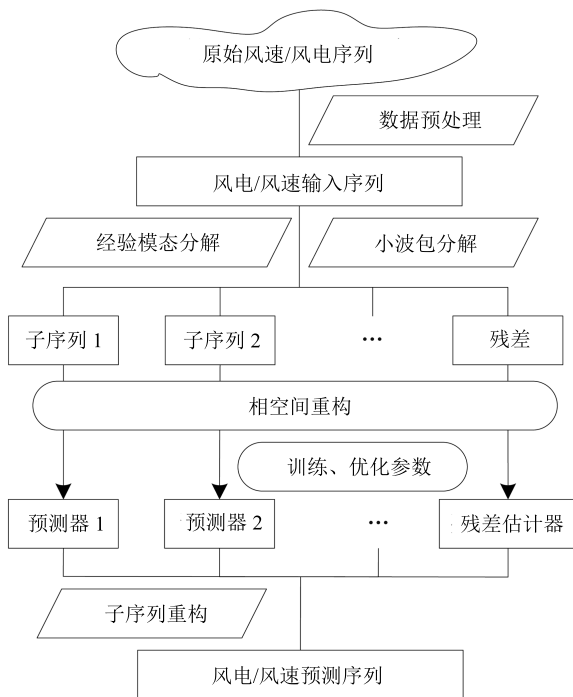 原始风速/风电序列
数据预处理
风电/风速输入序列
经验模态分解
小波包分解
子序列 1
子序列 2
...
残差
相空间重构
训练、优化参数
预测器 1
预测器 2
...
残差估计器
子序列重构
风电/风速预测序列